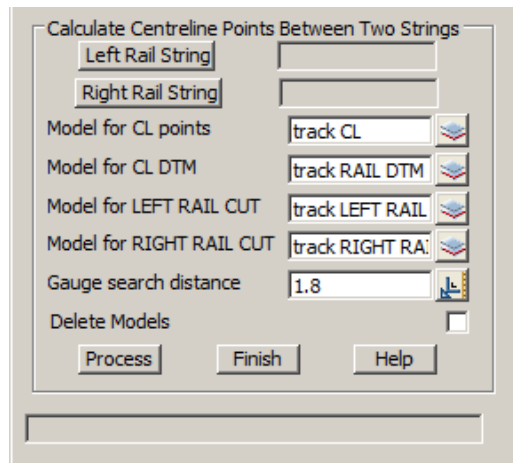 Calculate Centreline Points Between Two Strings
Left Rail String
Right Rail String
Model for CL points track CL
Model for CL DTM track RAIL DTM
Model for LEFT RAIL CUT track LEFT RAIL
Model for RIGHT RAIL CUT track RIGHT RAI
Gauge search distance 1.8
Delete Models
Process Finish Help